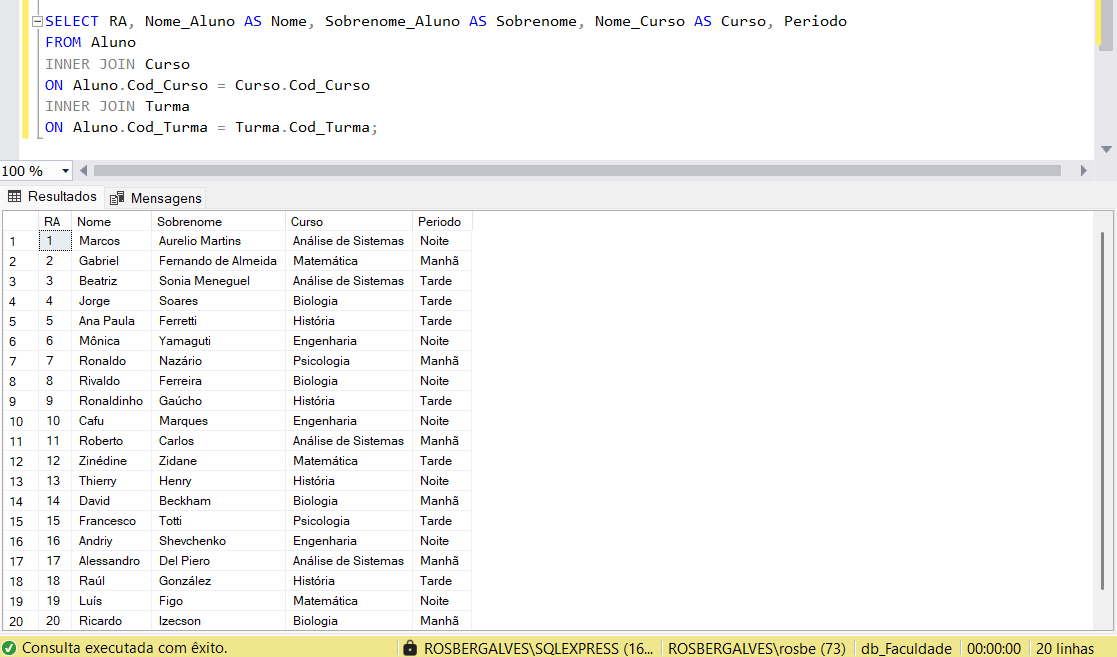 SELECT RA, Nome_Aluno AS Nome, Sobrenome_Aluno AS Sobrenome, Nome_Curso AS Curso, Periodo
FROM Aluno
INNER JOIN Curso
ON Aluno.Cod_Curso = Curso.Cod_Curso
INNER JOIN Turma
ON Aluno.Cod_Turma = Turma.Cod_Turma;
100 %
Resultados Mensagens
RA Nome Sobrenome Curso Periodo
1 1 Marcos Aurelio Martins Análise de Sistemas Noite
2 2 Gabriel Fernando de Almeida Matemática Manhã
3 3 Beatriz Sonia Meneguel Análise de Sistemas Tarde
4 4 Jorge Soares Biologia Tarde
5 5 Ana Paula Ferretti História Tarde
6 6 Mônica Yamaguti Engenharia Noite
7 7 Ronaldo Nazário Psicologia Manhã
8 8 Rivaldo Ferreira Biologia Noite
9 9 Ronaldinho Gaúcho História Tarde
10 10 Cafu Marques Engenharia Noite
11 11 Roberto Carlos Análise de Sistemas Manhã
12 12 Zinédine Zidane Matemática Tarde
13 13 Thierry Henry História Noite
14 14 David Beckham Biologia Manhã
15 15 Francesco Totti Psicologia Tarde
16 16 Andriy Shevchenko Engenharia Noite
17 17 Alessandro Del Piero Análise de Sistemas Manhã
18 18 Raúl González História Tarde
19 19 Luís Figo Matemática Noite
20 20 Ricardo Izecson Biologia Manhã
Consulta executada com êxito. ROSBERGALVES\SQLEXPRESS (16... ROSBERGALVES\rosbe (73) db_Faculdade 00:00:00 20 linhas